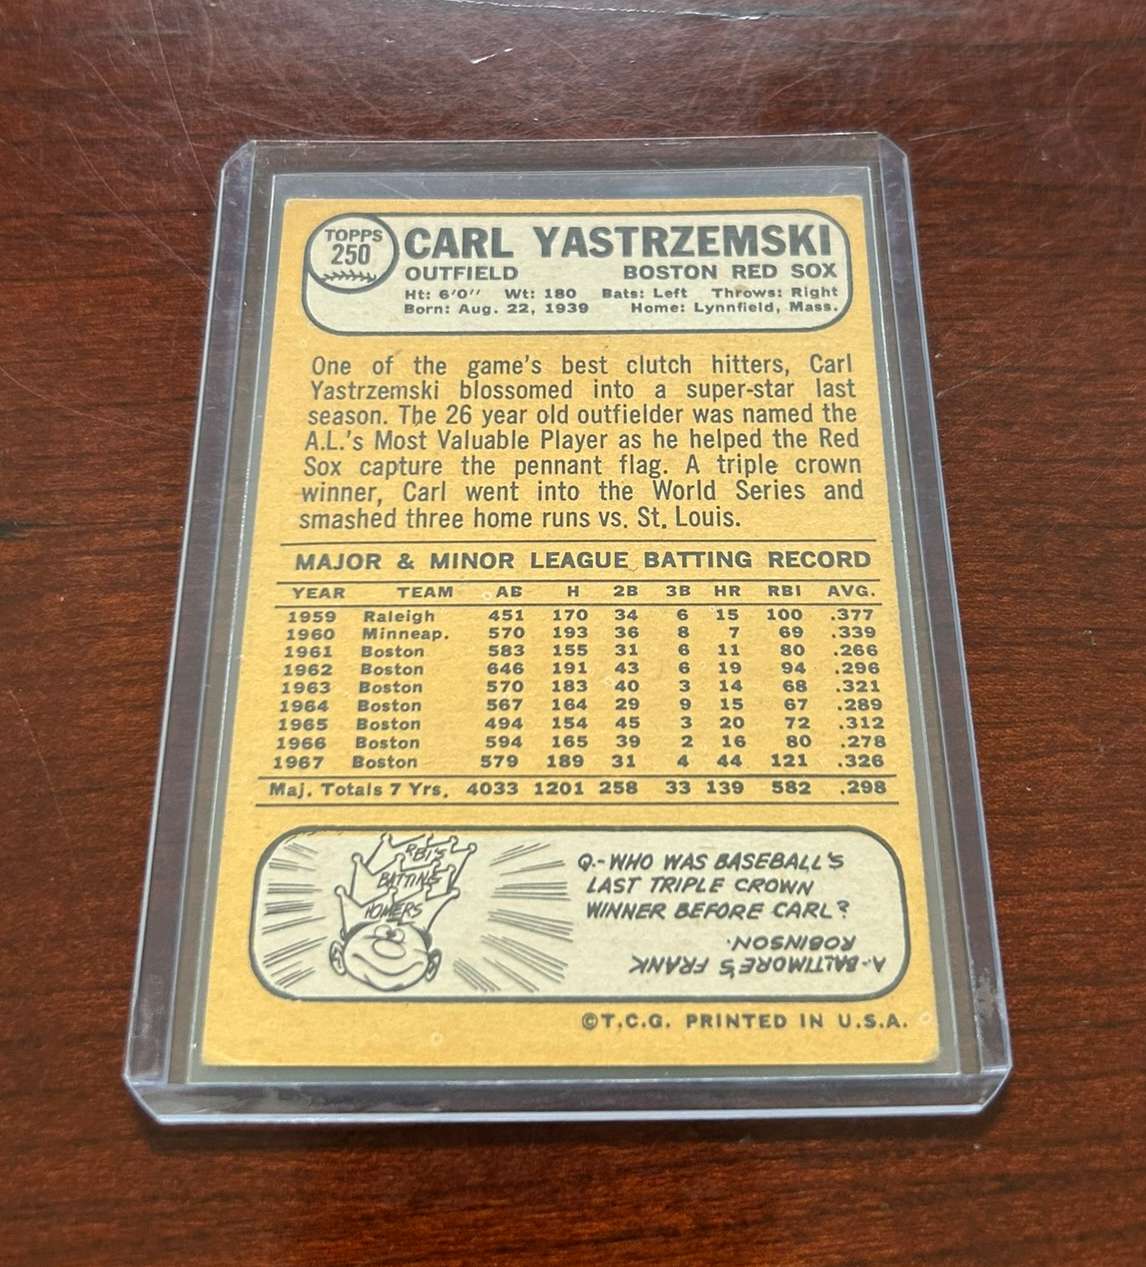 TOPPS
250
CARL YASTRZEMSKI
OUTFIELD BOSTON RED SOX
Ht: 6'0'' Wt: 180 Bats: Left Throws: Right
Born: Aug. 22, 1939 Home: Lynnfield, Mass.
One of the game's best clutch hitters, Carl
Yastrzemski blossomed into a super-star last
season. The 26 year old outfielder was named the
A.L.'s Most Valuable Player as he helped the Red
Sox capture the pennant flag. A triple crown
winner, Carl went into the World Series and
smashed three home runs vs. St. Louis.
MAJOR & MINOR LEAGUE BATTING RECORD
YEAR TEAM AB H 2B 3B HR RBI AVG.
1959 Raleigh 451 170 34 6 15 100 .377
1960 Minneap. 570 193 36 8 7 69 .339
1961 Boston 583 155 31 6 11 80 .266
1962 Boston 646 191 43 6 19 94 .296
1963 Boston 570 183 40 3 14 68 .321
1964 Boston 567 164 29 9 15 67 .289
1965 Boston 494 154 45 3 20 72 .312
1966 Boston 594 165 39 2 16 80 .278
1967 Boston 579 189 31 4 44 121 .326
Maj. Totals 7 Yrs. 4033 1201 258 33 139 582 .298
RBI'S
BATTING
HOMERS
Q.-WHO WAS BASEBALL'S
LAST TRIPLE CROWN
WINNER BEFORE CARL?
A-BALTIMORE'S FRANK
ROBINSON.
©T.C.G. PRINTED IN U.S.A.